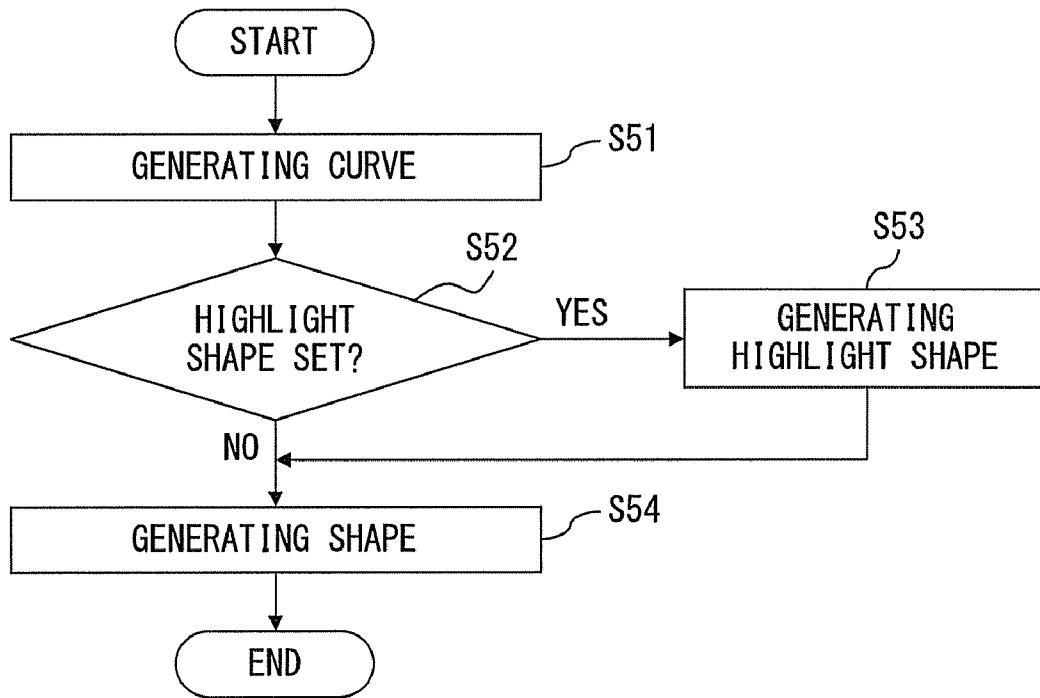 START
GENERATING CURVE
S51
S52
HIGHLIGHT
SHAPE SET?
YES
S53
GENERATING
HIGHLIGHT SHAPE
NO
GENERATING SHAPE
S54
END